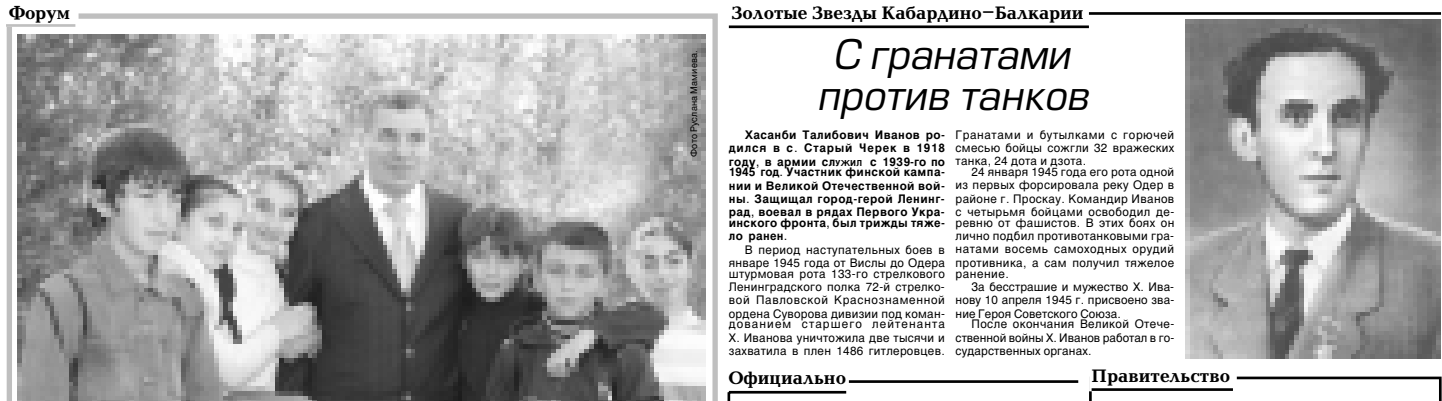 Форум
Фото Руслана Мамиева.
Золотые Звезды Кабардино–Балкарии
С гранатами
против танков
Хасанби Талибович Иванов ро-
дился в с. Старый Черек в 1918
году, в армии служил с 1939-го по
1945 год. Участник финской кампа-
нии и Великой Отечественной вой-
ны. Защищал город-герой Ленинг-
рад, воевал в рядах Первого Укра-
инского фронта, был трижды тяже-
ло ранен.
В период наступательных боев в
январе 1945 года от Вислы до Одера
штурмовая рота 133-го стрелкового
Ленинградского полка 72-й стрелко-
вой Павловской Краснознаменной
ордена Суворова дивизии под коман-
дованием старшего лейтенанта
Х. Иванова уничтожила две тысячи и
захватила в плен 1486 гитлеровцев.
Гранатами и бутылками с горючей
смесью бойцы сожгли 32 вражеских
танка, 24 дота и дзота.
24 января 1945 года его рота одной
из первых форсировала реку Одер в
районе г. Проскау. Командир Иванов
с четырьмя бойцами освободил де-
ревню от фашистов. В этих боях он
лично подбил противотанковыми гра-
натами восемь самоходных орудий
противника, а сам получил тяжелое
ранение.
За бесстрашие и мужество Х. Ива-
нову 10 апреля 1945 г. присвоено зва-
ние Героя Советского Союза.
После окончания Великой Отече-
ственной войны Х. Иванов работал в го-
сударственных органах.
Официально
Правительство